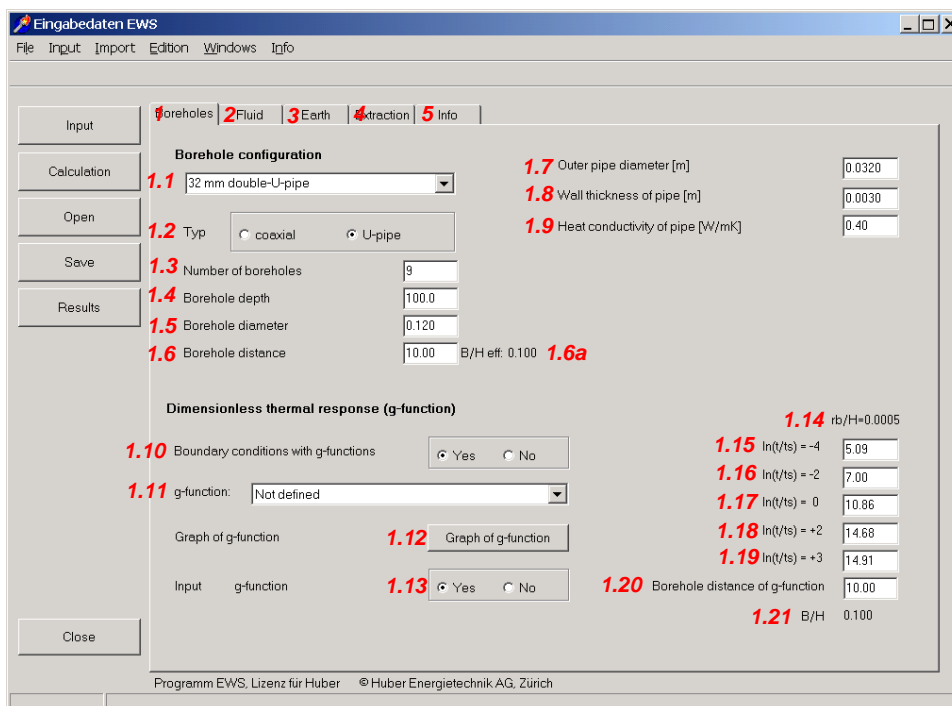 Eingabedaten EWS
File Input Import Edition Windows Info
1 Boreholes 2 Fluid 3 Earth 4 Extraction 5 Info
Input
Calculation
Open
Save
Results
Close
Borehole configuration
1.1 32 mm double-U-pipe
1.2 Typ coaxial U-pipe
1.3 Number of boreholes 9
1.4 Borehole depth 100.0
1.5 Borehole diameter 0.120
1.6 Borehole distance 10.00 B/H eff: 0.100 1.6a
1.7 Outer pipe diameter [m] 0.0320
1.8 Wall thickness of pipe [m] 0.0030
1.9 Heat conductivity of pipe [W/mK] 0.40
Dimensionless thermal response (g-function)
1.10 Boundary conditions with g-functions Yes No
1.11 g-function: Not defined
Graph of g-function 1.12 Graph of g-function
Input g-function 1.13 Yes No
1.14 rb/H=0.0005
1.15 ln(t/ts) = -4 5.09
1.16 ln(t/ts) = -2 7.00
1.17 ln(t/ts) = 0 10.86
1.18 ln(t/ts) = +2 14.68
1.19 ln(t/ts) = +3 14.91
1.20 Borehole distance of g-function 10.00
1.21 B/H 0.100
Programm EWS, Lizenz für Huber © Huber Energietechnik AG, Zürich